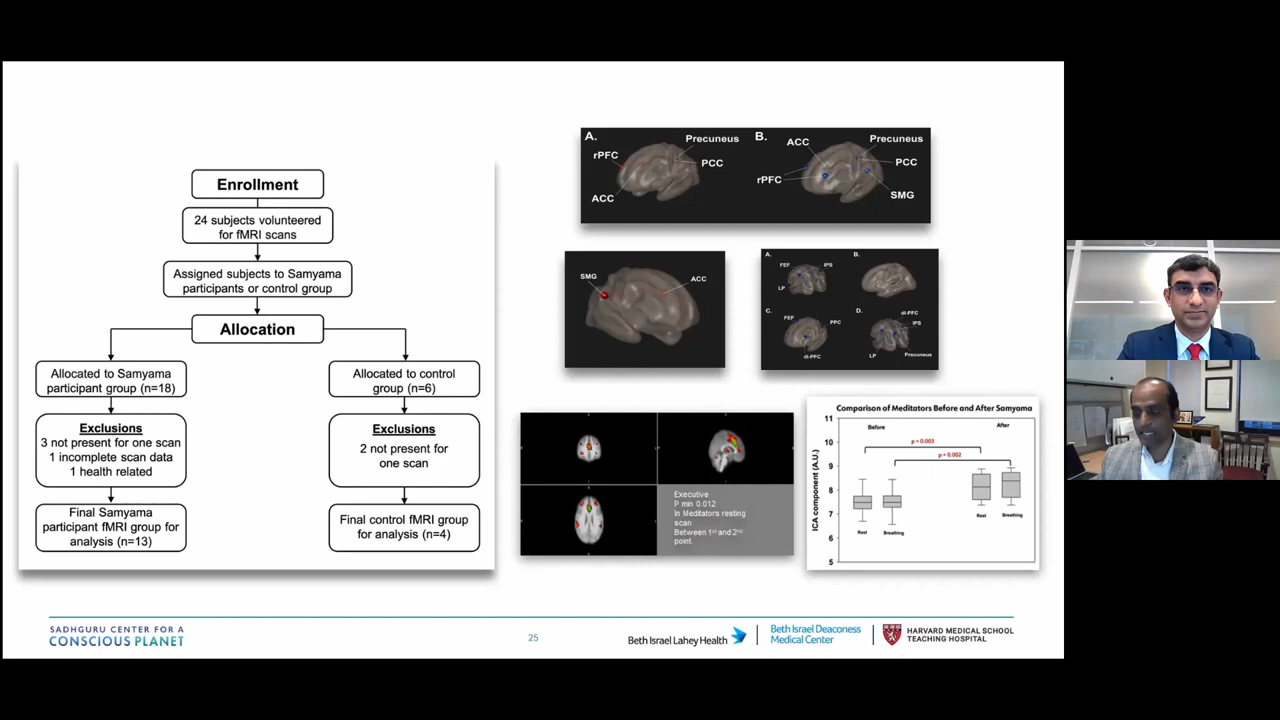 Enrollment
24 subjects volunteered
for fMRI scans
Assigned subjects to Samyama
participants or control group
Allocation
Allocated to Samyama
participant group (n=18)
Exclusions
3 not present for one scan
1 incomplete scan data
1 health related
Final Samyama
participant fMRI group for
analysis (n=13)
Allocated to control
group (n=6)
Exclusions
2 not present for
one scan
Final control fMRI group
for analysis (n=4)
A.
Precuneus
rPFC
PCC
ACC
B.
ACC
Precuneus
PCC
rPFC
SMG
SMG
ACC
A.
FEF
IPS
LP
B.
C.
FEF
PPC
dl-PFC
D.
dl-PFC
IPS
LP
Precuneus
Executive
P min 0.012
In Meditators resting
scan
Between 1st and 2nd
point.
Comparison of Meditators Before and After Samyama
Before
After
p = 0.003
p = 0.002
ICA component (A.U.)
11
10
9
8
7
6
5
Rest
Breathing
Rest
Breathing
SADHGURU CENTER FOR A
CONSCIOUS PLANET
25
Beth Israel Lahey Health
Beth Israel Deaconess
Medical Center
HARVARD MEDICAL SCHOOL
TEACHING HOSPITAL